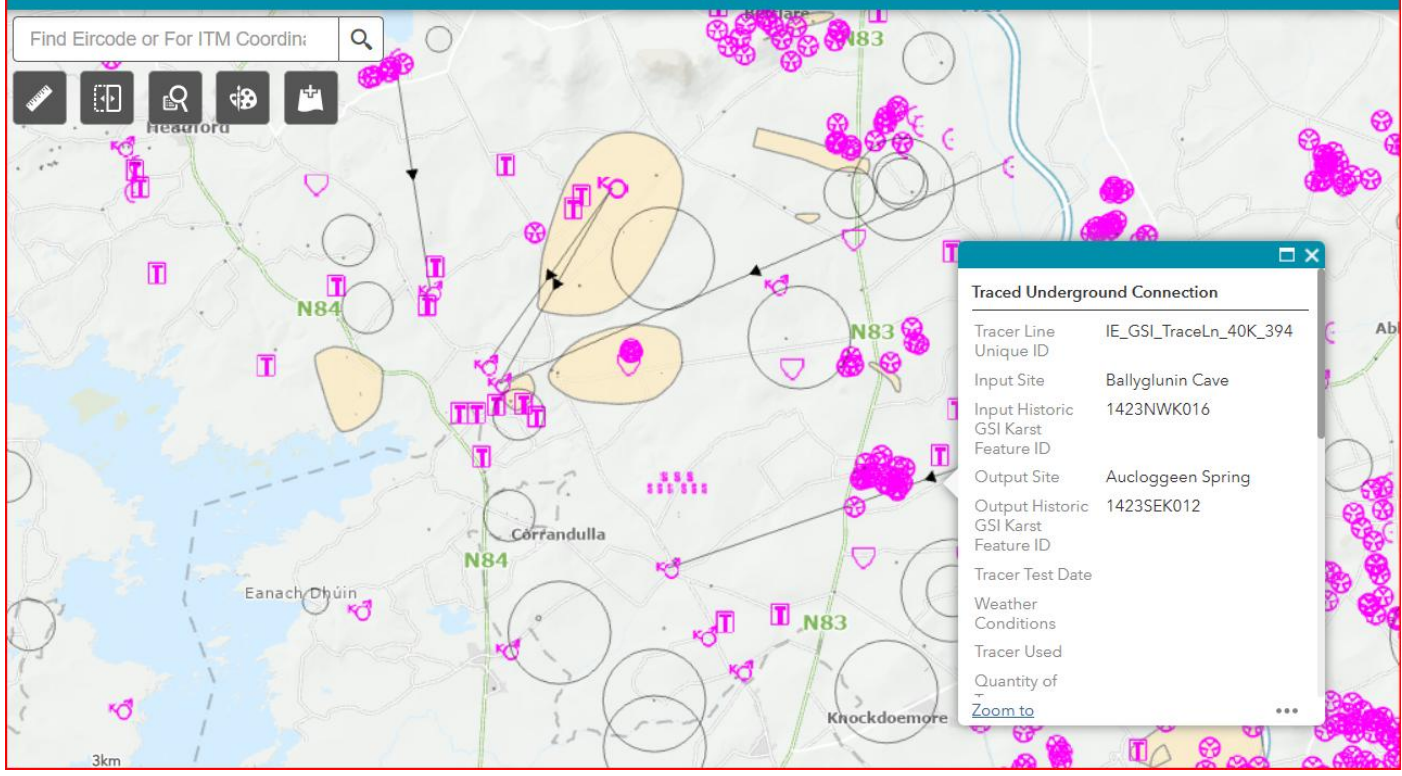 Find Eircode or For ITM Coordin
N83
Headford
N84
N83
Traced Underground Connection
Tracer Line
Unique ID
IE_GSI_TraceLn_40K_394
Input Site
Ballyglunin Cave
Input Historic
GSI Karst
Feature ID
1423NWK016
Output Site
Aucloggeen Spring
Output Historic
GSI Karst
Feature ID
1423SEK012
Tracer Test Date
Weather
Conditions
Tracer Used
Quantity of
Zoom to
Corrandulla
N84
Eanach Dhúin
N83
Knockdoemore
3km